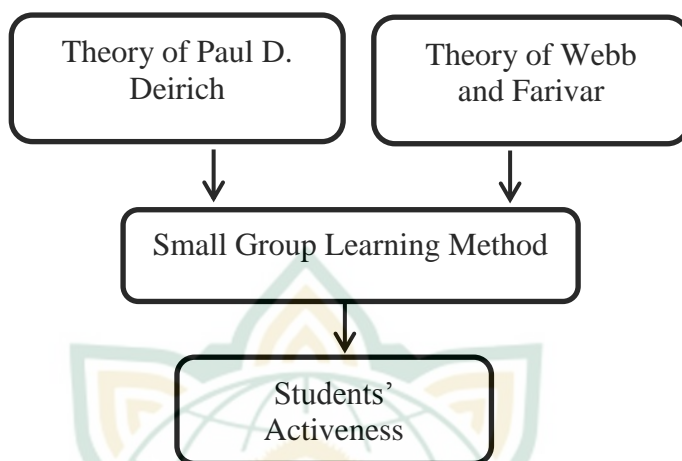 Theory of Paul D.
Deirich
Theory of Webb
and Farivar
Small Group Learning Method
Students’
Activeness